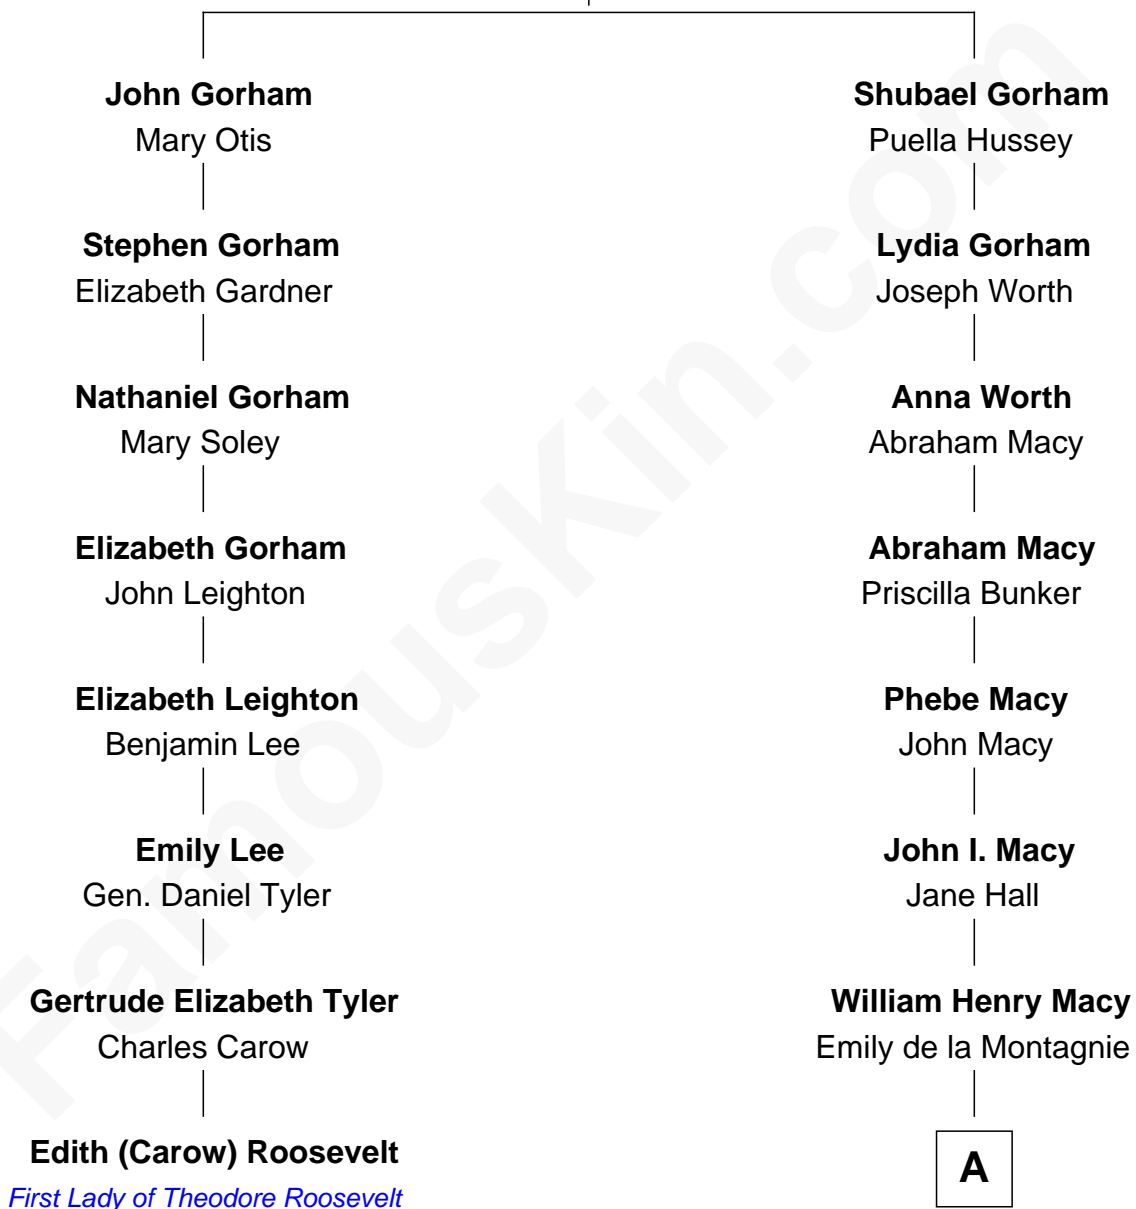 John Gorham
Mary Otis
Stephen Gorham
Elizabeth Gardner
Nathaniel Gorham
Mary Soley
Elizabeth Gorham
John Leighton
Elizabeth Leighton
Benjamin Lee
Emily Lee
Gen. Daniel Tyler
Gertrude Elizabeth Tyler
Charles Carow
Edith (Carow) Roosevelt
First Lady of Theodore Roosevelt
Shubael Gorham
Puella Hussey
Lydia Gorham
Joseph Worth
Anna Worth
Abraham Macy
Abraham Macy
Priscilla Bunker
Phebe Macy
John Macy
John I. Macy
Jane Hall
William Henry Macy
Emily de la Montagnie
A
FamousKin.com